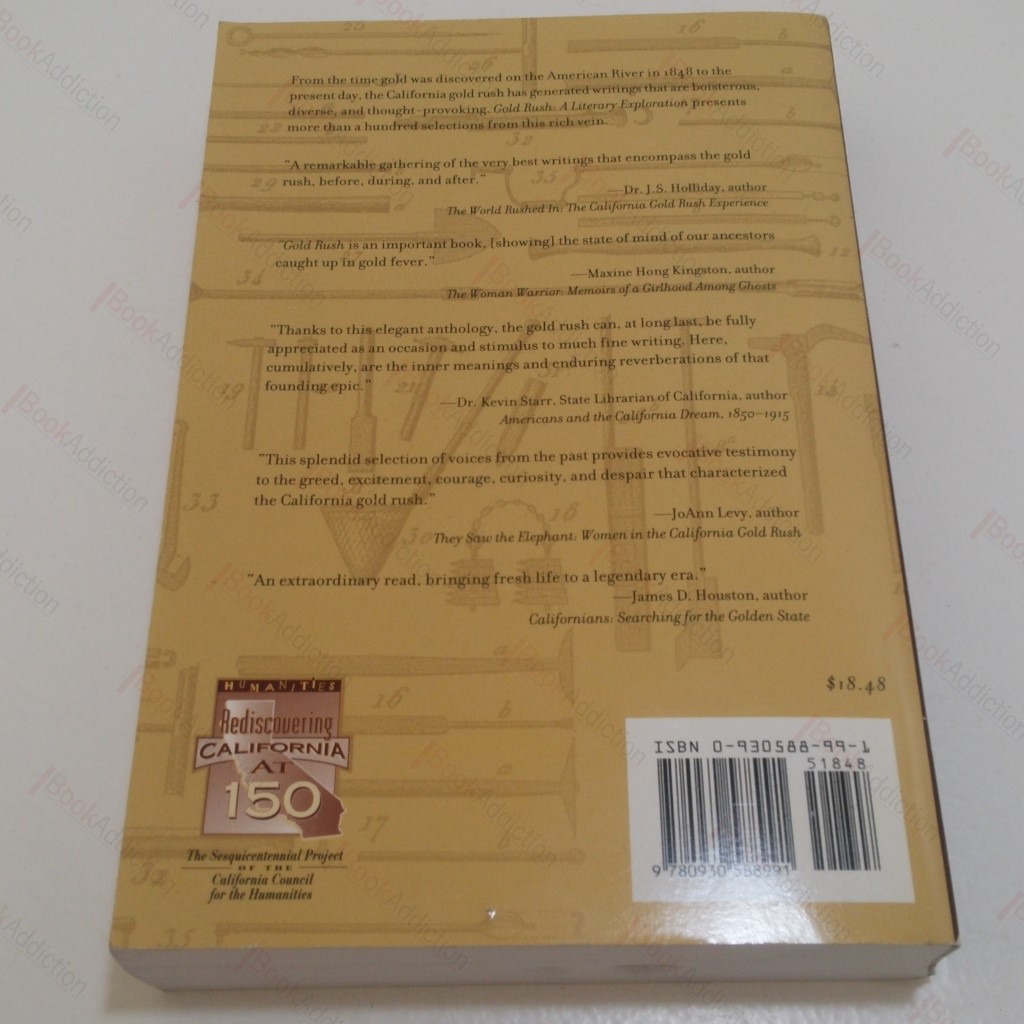 From the time gold was discovered on the American River in 1848 to the
present day, the California gold rush has generated writings that are boisterous,
diverse, and thought-provoking. Gold Rush: A Literary Exploration presents
more than a hundred selections from this rich vein.
"A remarkable gathering of the very best writings that encompass the gold
rush, before, during, and after."
—Dr. J.S. Holliday, author
The World Rushed In: The California Gold Rush Experience
"Gold Rush is an important book, [showing] the state of mind of our ancestors
caught up in gold fever."
—Maxine Hong Kingston, author
The Woman Warrior: Memoirs of a Girlhood Among Ghosts
"Thanks to this elegant anthology, the gold rush can, at long last, be fully
appreciated as an occasion and stimulus to much fine writing. Here,
cumulatively, are the inner meanings and enduring reverberations of that
founding epic."
—Dr. Kevin Starr, State Librarian of California, author
Americans and the California Dream, 1850–1915
"This splendid selection of voices from the past provides evocative testimony
to the greed, excitement, courage, curiosity, and despair that characterized
the California gold rush."
—JoAnn Levy, author
They Saw the Elephant: Women in the California Gold Rush
"An extraordinary read, bringing fresh life to a legendary era."
—James D. Houston, author
Californians: Searching for the Golden State
$18.48
HUMANITIES
Rediscovering
CALIFORNIA
AT
150
The Sesquicentennial Project
OF THE
California Council
for the Humanities
ISBN 0-930588-99-1
51848
9 780930 588991
BookAddiction